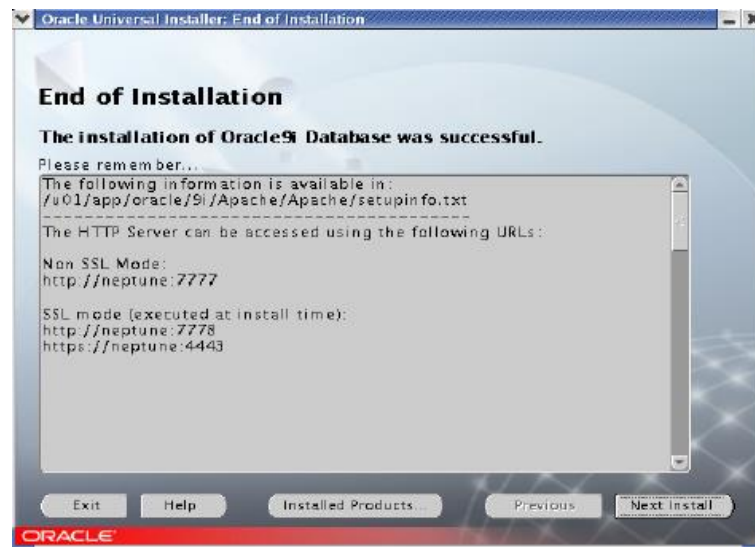 Oracle Universal Installer: End of Installation
End of Installation
The installation of Oracle9i Database was successful.
Please remember...
The following information is available in:
/u01/app/oracle/9i/Apache/Apache/setupinfo.txt
-----------------------------------------------
The HTTP Server can be accessed using the following URLs:
Non SSL Mode:
http://neptune:7777
SSL mode (executed at install time):
http://neptune:7778
https://neptune:4443
Exit Help Installed Products... Previous Next Install
ORACLE